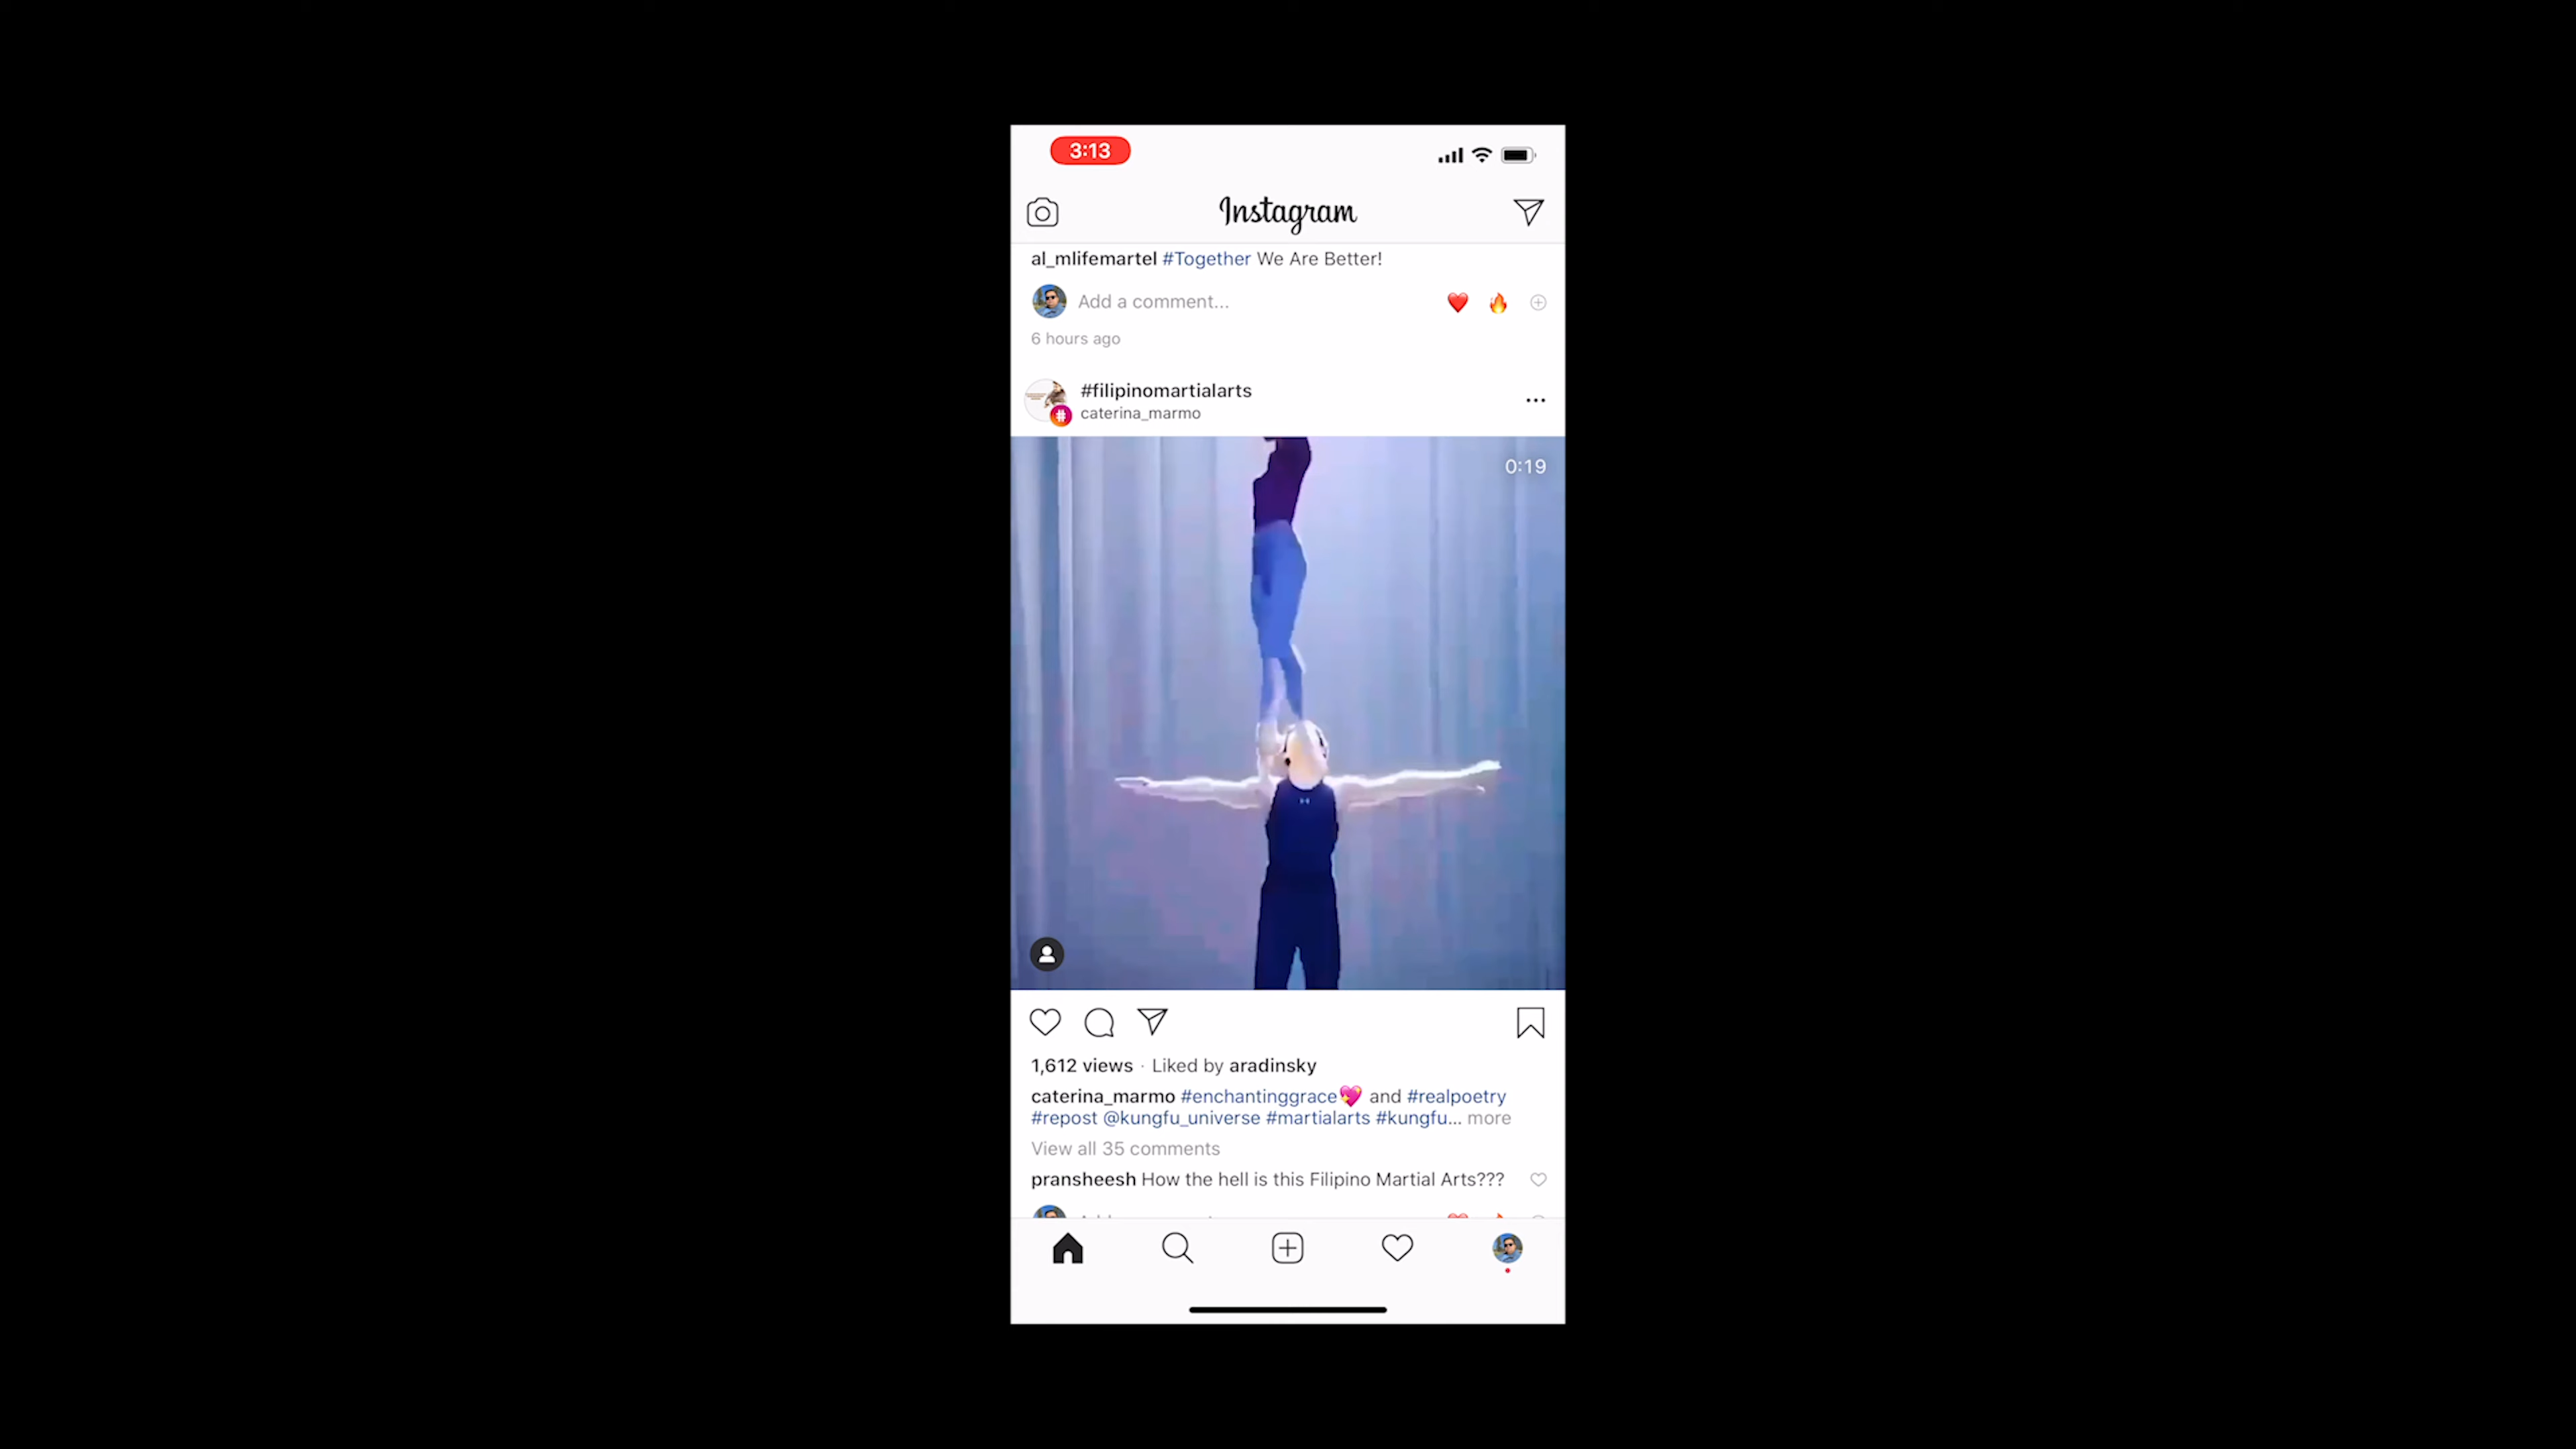 3:13
Instagram
al_mlifemartel #Together We Are Better!
Add a comment...
6 hours ago
#filipinomartialarts
caterina_marmo
0:19
1,612 views · Liked by aradinsky
caterina_marmo #enchantinggrace💖 and #realpoetry
#repost @kungfu_universe #martialarts #kungfu... more
View all 35 comments
pransheesh How the hell is this Filipino Martial Arts???